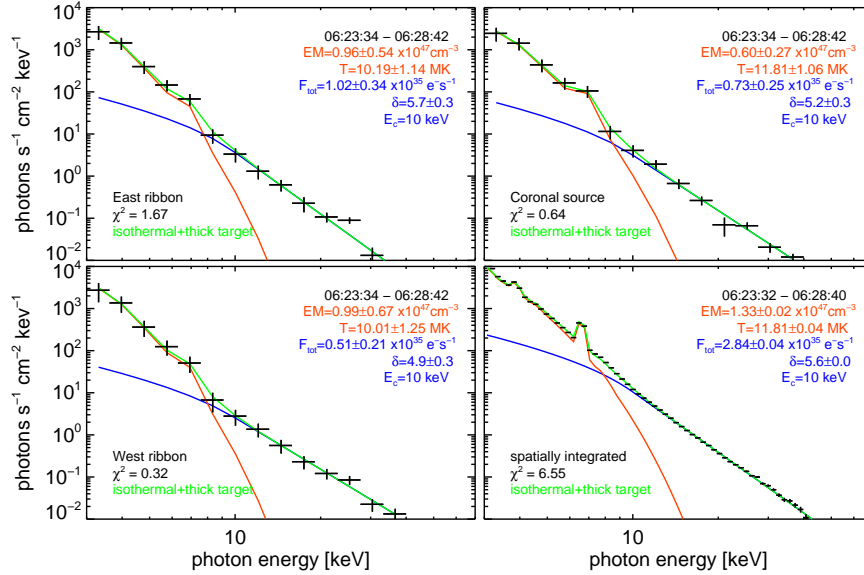 photons s⁻¹ cm⁻² keV⁻¹
10⁴
10³
10²
10¹
10⁰
10⁻¹
10⁻²
06:23:34 – 06:28:42
EM=0.96±0.54 x10⁴⁷cm⁻³
T=10.19±1.14 MK
F_tot=1.02±0.34 x10³⁵ e⁻s⁻¹
δ=5.7±0.3
E_c=10 keV
East ribbon
χ² = 1.67
isothermal+thick target
06:23:34 – 06:28:42
EM=0.60±0.27 x10⁴⁷cm⁻³
T=11.81±1.06 MK
F_tot=0.73±0.25 x10³⁵ e⁻s⁻¹
δ=5.2±0.3
E_c=10 keV
Coronal source
χ² = 0.64
isothermal+thick target
photons s⁻¹ cm⁻² keV⁻¹
10⁴
10³
10²
10¹
10⁰
10⁻¹
10⁻²
06:23:34 – 06:28:42
EM=0.99±0.67 x10⁴⁷cm⁻³
T=10.01±1.25 MK
F_tot=0.51±0.21 x10³⁵ e⁻s⁻¹
δ=4.9±0.3
E_c=10 keV
West ribbon
χ² = 0.32
isothermal+thick target
10
photon energy [keV]
06:23:32 – 06:28:40
EM=1.33±0.02 x10⁴⁷cm⁻³
T=11.81±0.04 MK
F_tot=2.84±0.04 x10³⁵ e⁻s⁻¹
δ=5.6±0.0
E_c=10 keV
spatially integrated
χ² = 6.55
isothermal+thick target
10
photon energy [keV]